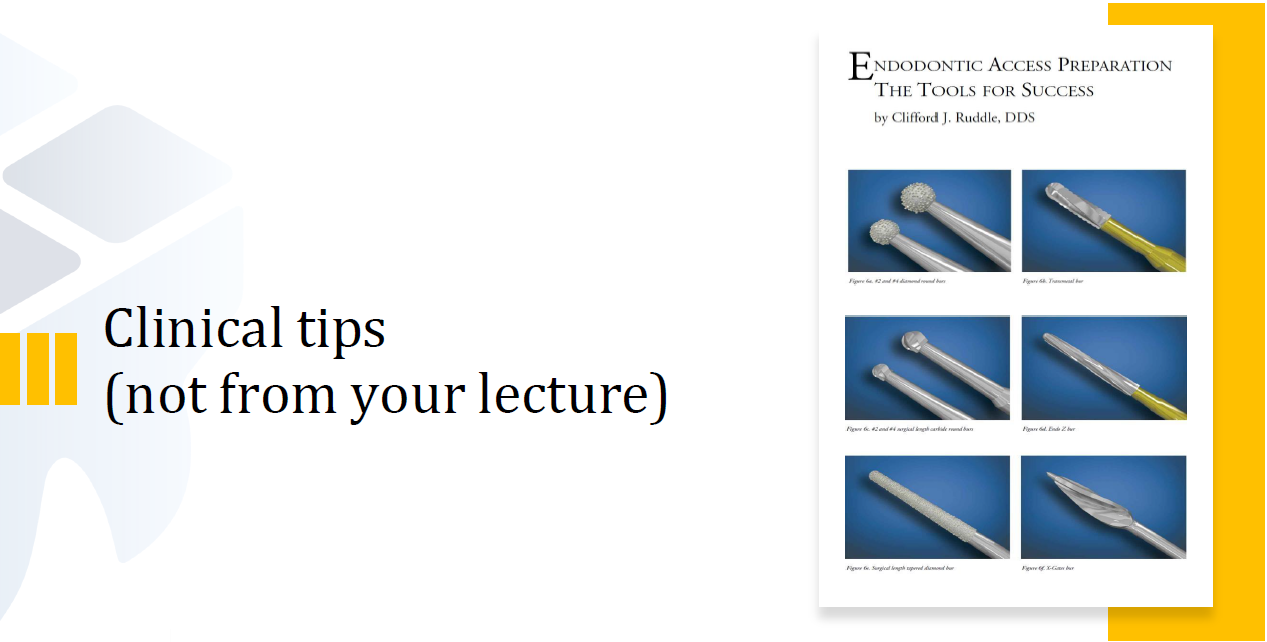 Clinical tips
(not from your lecture)
ENDODONTIC ACCESS PREPARATION
THE TOOLS FOR SUCCESS
by Clifford J. Ruddle, DDS
Figure 6a. #2 and #4 diamond round burs
Figure 6b. Transmetal bur
Figure 6c. #2 and #4 surgical length carbide round burs
Figure 6d. Endo Z bur
Figure 6e. Surgical length tapered diamond bur
Figure 6f. X-Gates bur